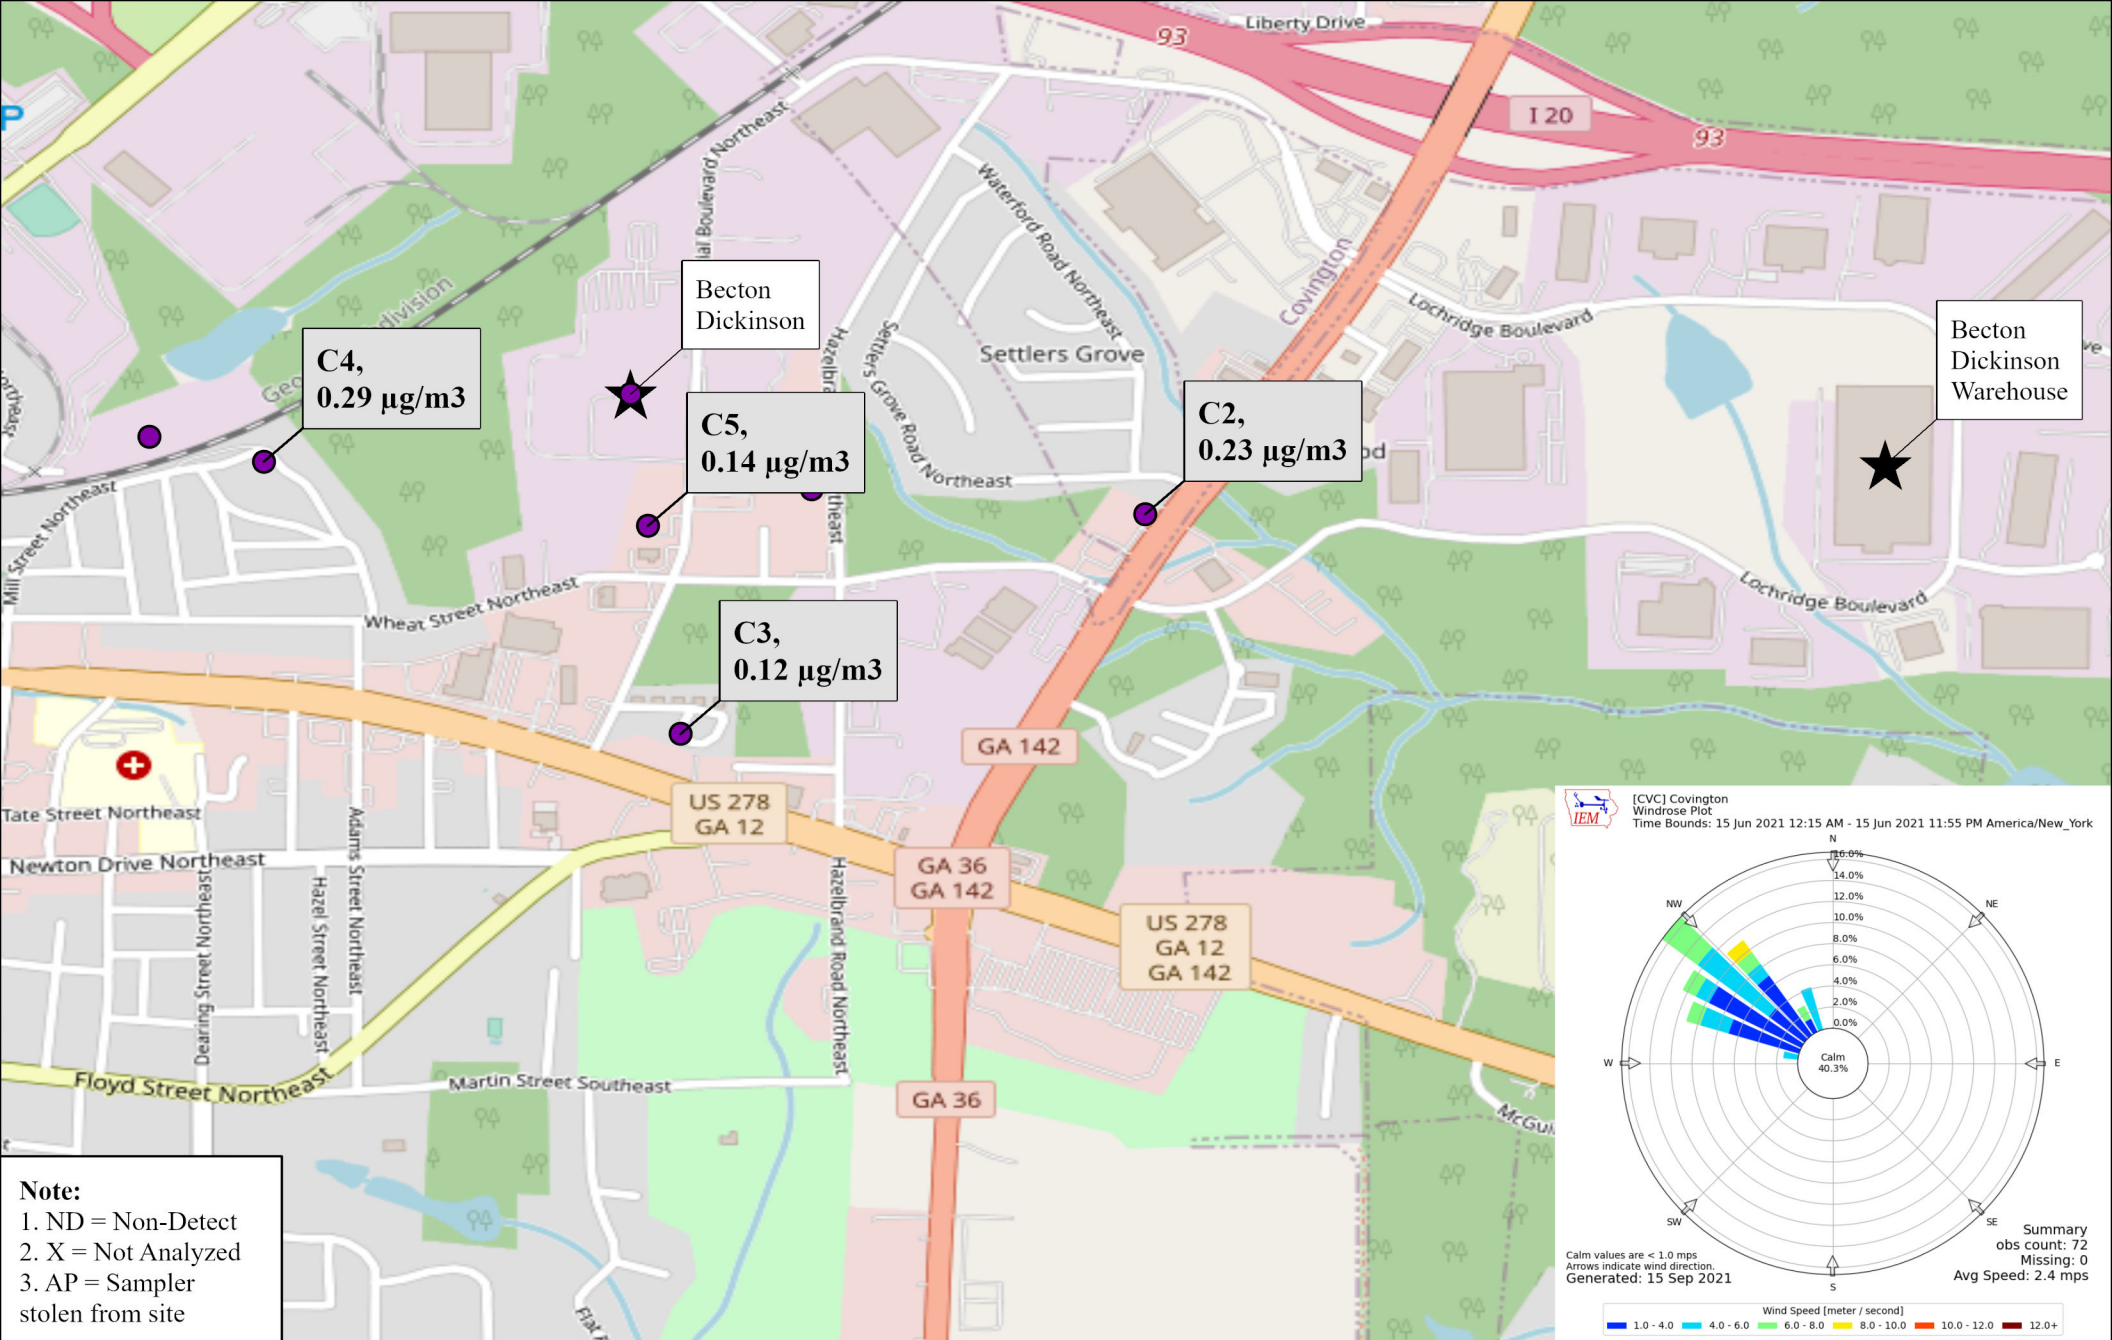 Liberty Drive
93
I 20
93
P
Waterford Road Northeast
Covington
Lochridge Boulevard
Becton
Dickinson
Settlers Grove
Settlers Grove Road Northeast
Becton
Dickinson
Warehouse
C4,
0.29 µg/m3
C5,
0.14 µg/m3
C2,
0.23 µg/m3
Mill Street Northeast
Wheat Street Northeast
Lochridge Boulevard
C3,
0.12 µg/m3
GA 142
US 278
GA 12
Tate Street Northeast
Newton Drive Northeast
Adams Street Northeast
Hazel Street Northeast
Dearing Street Northeast
Hazelbrand Road Northeast
GA 36
GA 142
US 278
GA 12
GA 142
Floyd Street Northeast
Martin Street Southeast
GA 36
Note:
1. ND = Non-Detect
2. X = Not Analyzed
3. AP = Sampler
stolen from site
IEM
[CVC] Covington
Windrose Plot
Time Bounds: 15 Jun 2021 12:15 AM - 15 Jun 2021 11:55 PM America/New_York
N
16.0%
14.0%
12.0%
10.0%
8.0%
6.0%
4.0%
2.0%
0.0%
NW
NE
W
Calm
40.3%
E
SW
SE
S
Summary
obs count: 72
Missing: 0
Avg Speed: 2.4 mps
Calm values are < 1.0 mps
Arrows indicate wind direction.
Generated: 15 Sep 2021
Wind Speed [meter / second]
1.0 - 4.0
4.0 - 6.0
6.0 - 8.0
8.0 - 10.0
10.0 - 12.0
12.0+